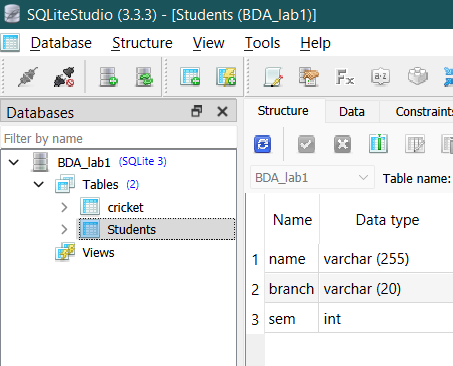 SQLiteStudio (3.3.3) - [Students (BDA_lab1)]
Database Structure View Tools Help
Databases
Filter by name
BDA_lab1 (SQLite 3)
Tables (2)
cricket
Students
Views
Structure Data Constraints
BDA_lab1 Table name:
Name Data type
1 name varchar (255)
2 branch varchar (20)
3 sem int